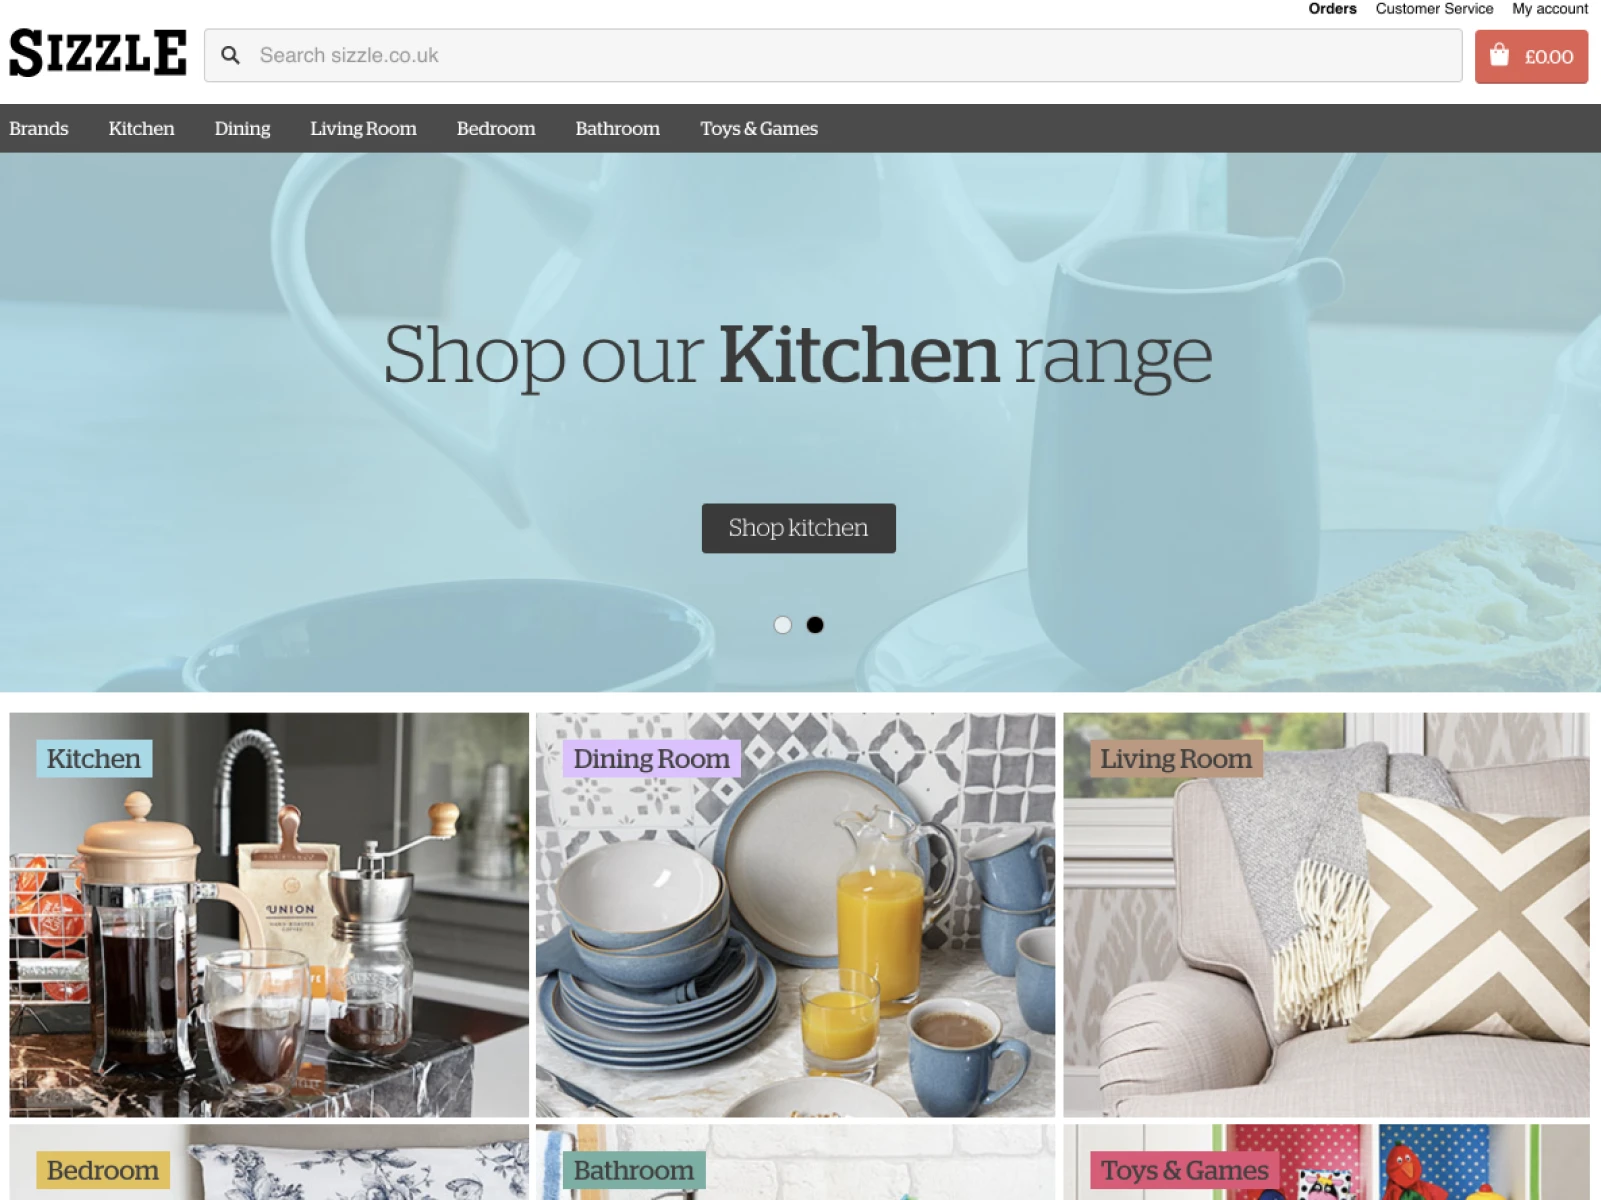 Orders Customer Service My account
SIZZLE
Search sizzle.co.uk
£0.00
Brands Kitchen Dining Living Room Bedroom Bathroom Toys & Games
Shop our Kitchen range
Shop kitchen
Kitchen
Dining Room
Living Room
UNION
Bedroom
Bathroom
Toys & Games